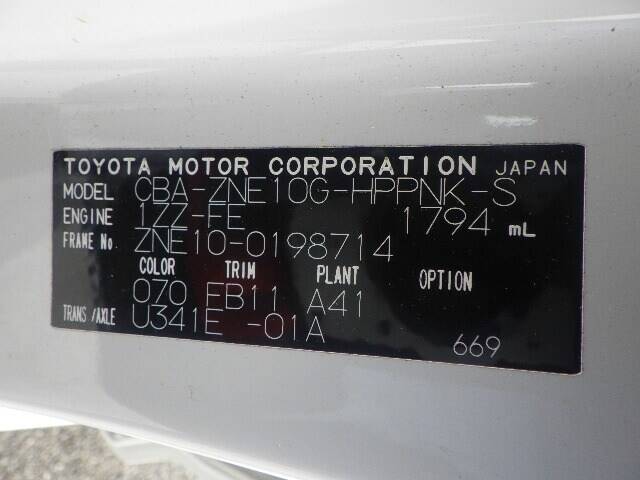 TOYOTA MOTOR CORPORATION JAPAN
MODEL CBA-ZNE10G-HPPNK-S
ENGINE 1ZZ-FE 1794 mL
FRAME No ZNE10-0198714
COLOR TRIM PLANT OPTION
070 FB11 A41
TRANS/AXLE U341E -01A
669